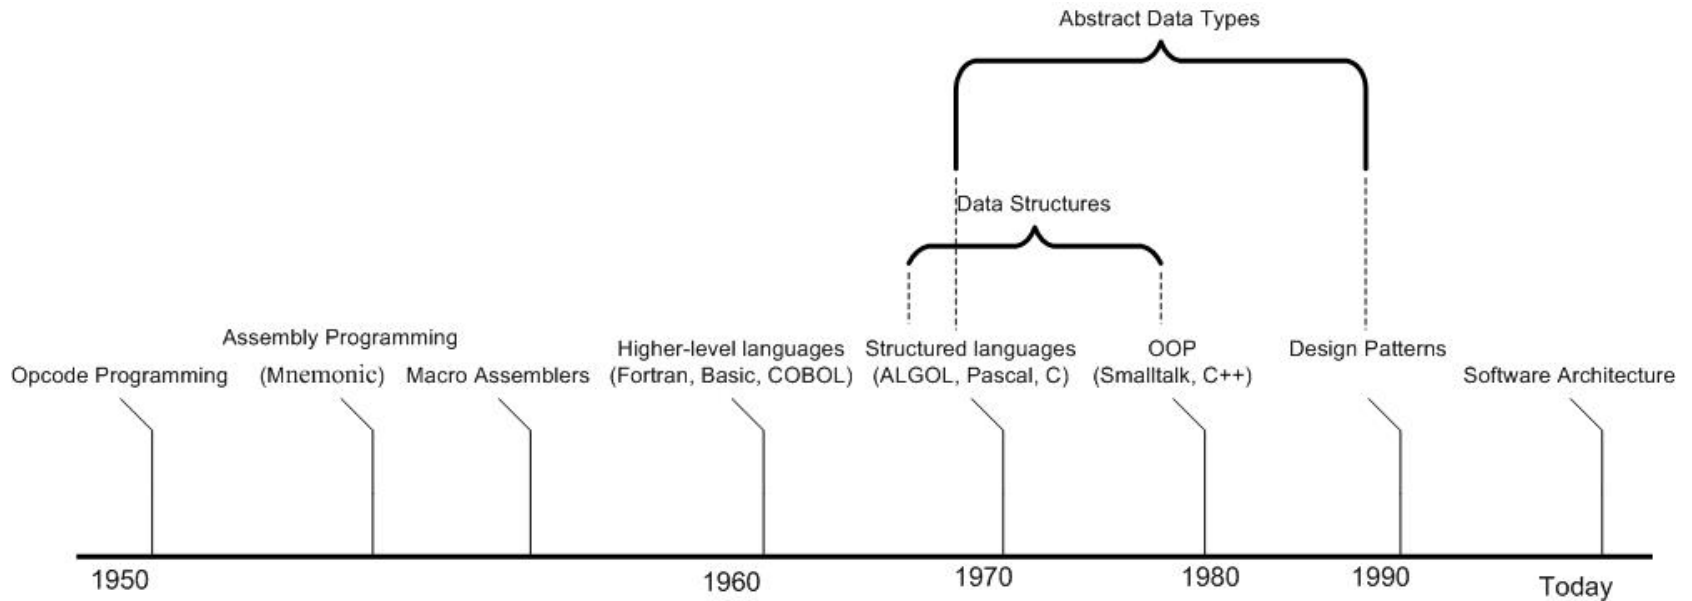 Abstract Data Types
Data Structures
Assembly Programming
Opcode Programming
(Mnemonic)
Macro Assemblers
Higher-level languages
(Fortran, Basic, COBOL)
Structured languages
(ALGOL, Pascal, C)
OOP
(Smalltalk, C++)
Design Patterns
Software Architecture
1950
1960
1970
1980
1990
Today